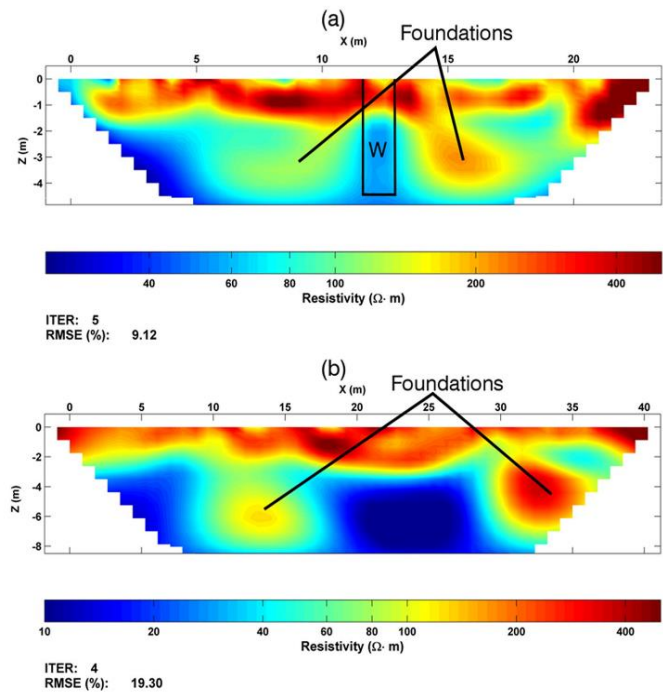 (a)
X (m)
Foundations
0 5 10 15 20
0
-1
-2
-3
-4
Z (m)
W
40 60 80 100 200 400
Resistivity (Ω· m)
ITER: 5
RMSE (%): 9.12
(b)
X (m)
Foundations
0 5 10 15 20 25 30 35 40
0
-2
-4
-6
-8
Z (m)
10 20 40 60 80 100 200 400
Resistivity (Ω· m)
ITER: 4
RMSE (%): 19.30